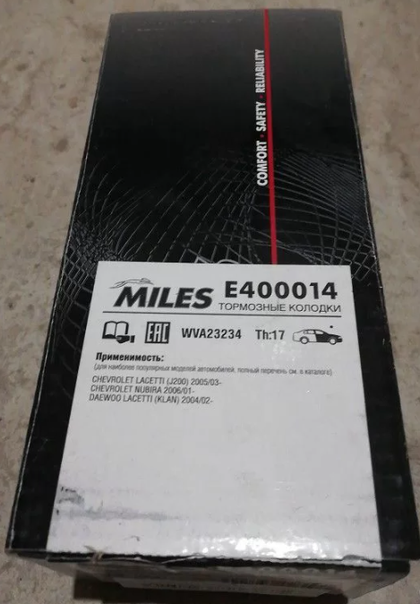 COMFORT · SAFETY · RELIABILITY
MILES E400014
ТОРМОЗНЫЕ КОЛОДКИ
EAC WVA23234 Th:17
Применимость:
(для наиболее популярных моделей автомобилей, полный перечень см. в каталоге)
CHEVROLET LACETTI (J200) 2005/03-
CHEVROLET NUBIRA 2006/01-
DAEWOO LACETTI (KLAN) 2004/02-